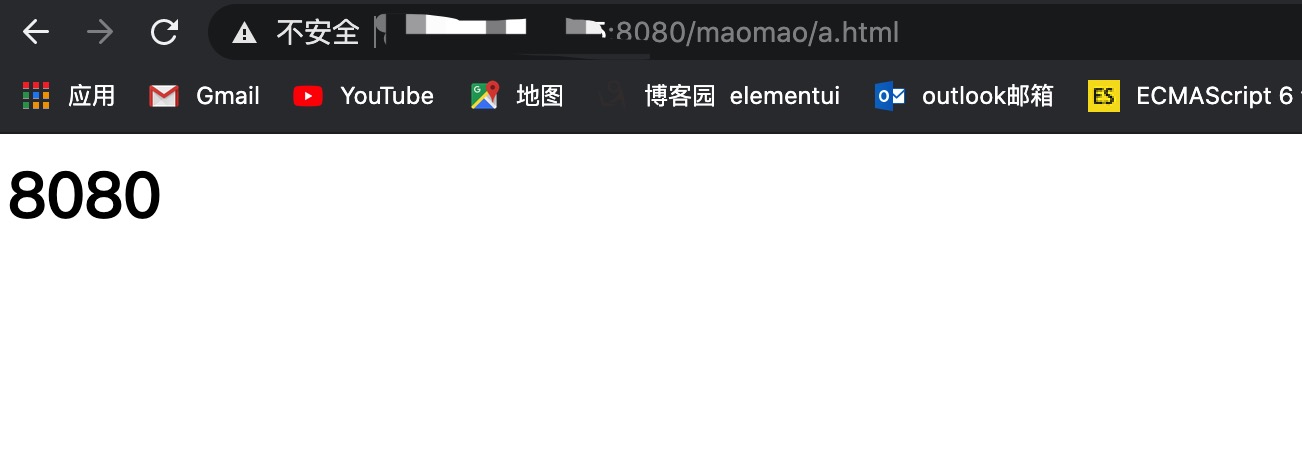 不安全 :8080/maomao/a.html
应用 Gmail YouTube 地图 博客园 elementui outlook邮箱 ES ECMAScript 6
8080